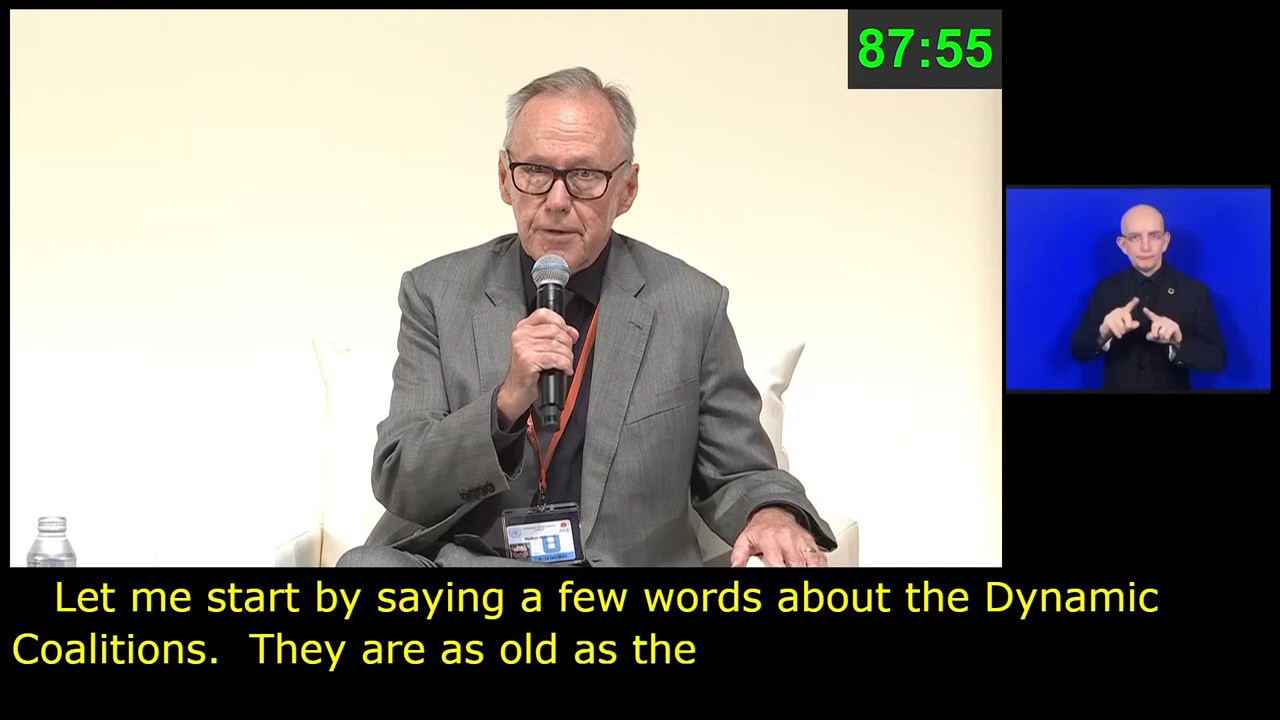 87:55
Let me start by saying a few words about the Dynamic
Coalitions.  They are as old as the